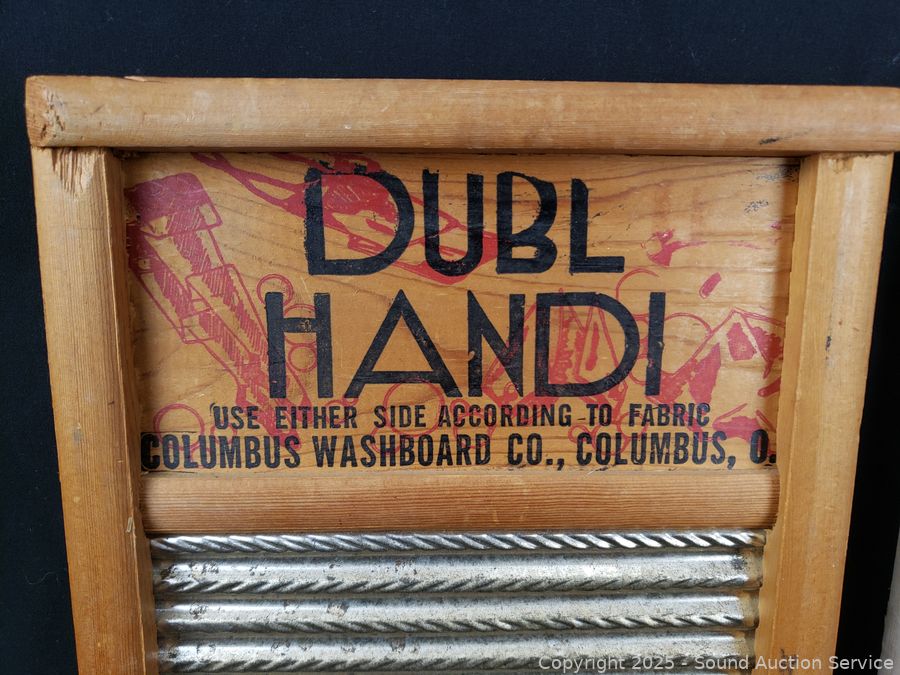 DUBL
HANDI
USE EITHER SIDE ACCORDING TO FABRIC
COLUMBUS WASHBOARD CO., COLUMBUS, O.
Copyright 2025 - Sound Auction Service